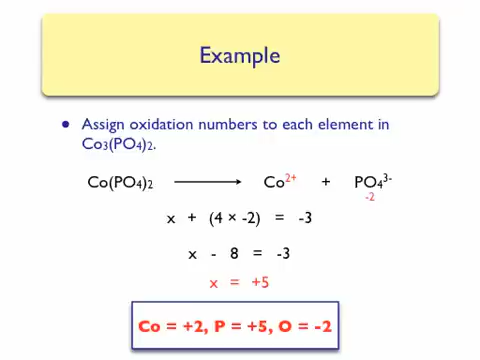 Example
• Assign oxidation numbers to each element in
Co₃(PO₄)₂.
Co(PO₄)₂ ⟶ Co²⁺ + PO₄³⁻
-2
x + (4 × -2) = -3
x - 8 = -3
x = +5
Co = +2, P = +5, O = -2